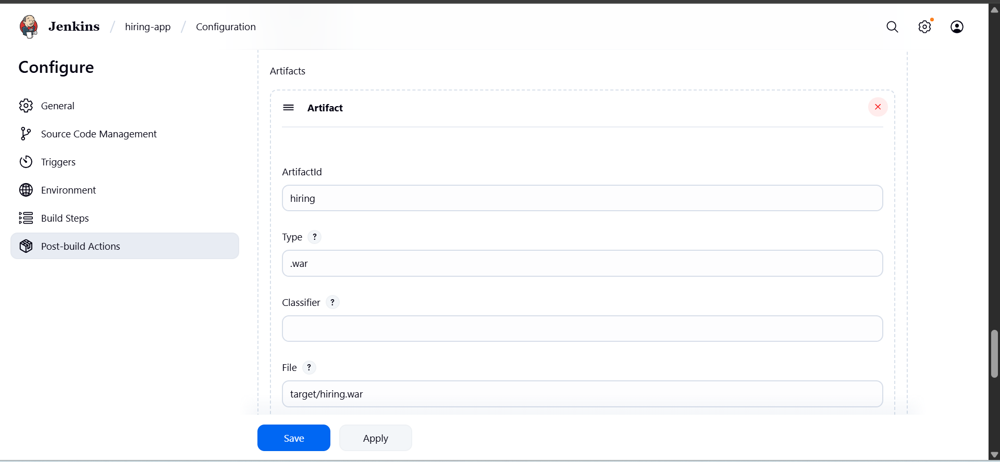 Jenkins / hiring-app / Configuration
Configure
General
Source Code Management
Triggers
Environment
Build Steps
Post-build Actions
Artifacts
Artifact
ArtifactId
hiring
Type ?
.war
Classifier ?
File ?
target/hiring.war
Save Apply